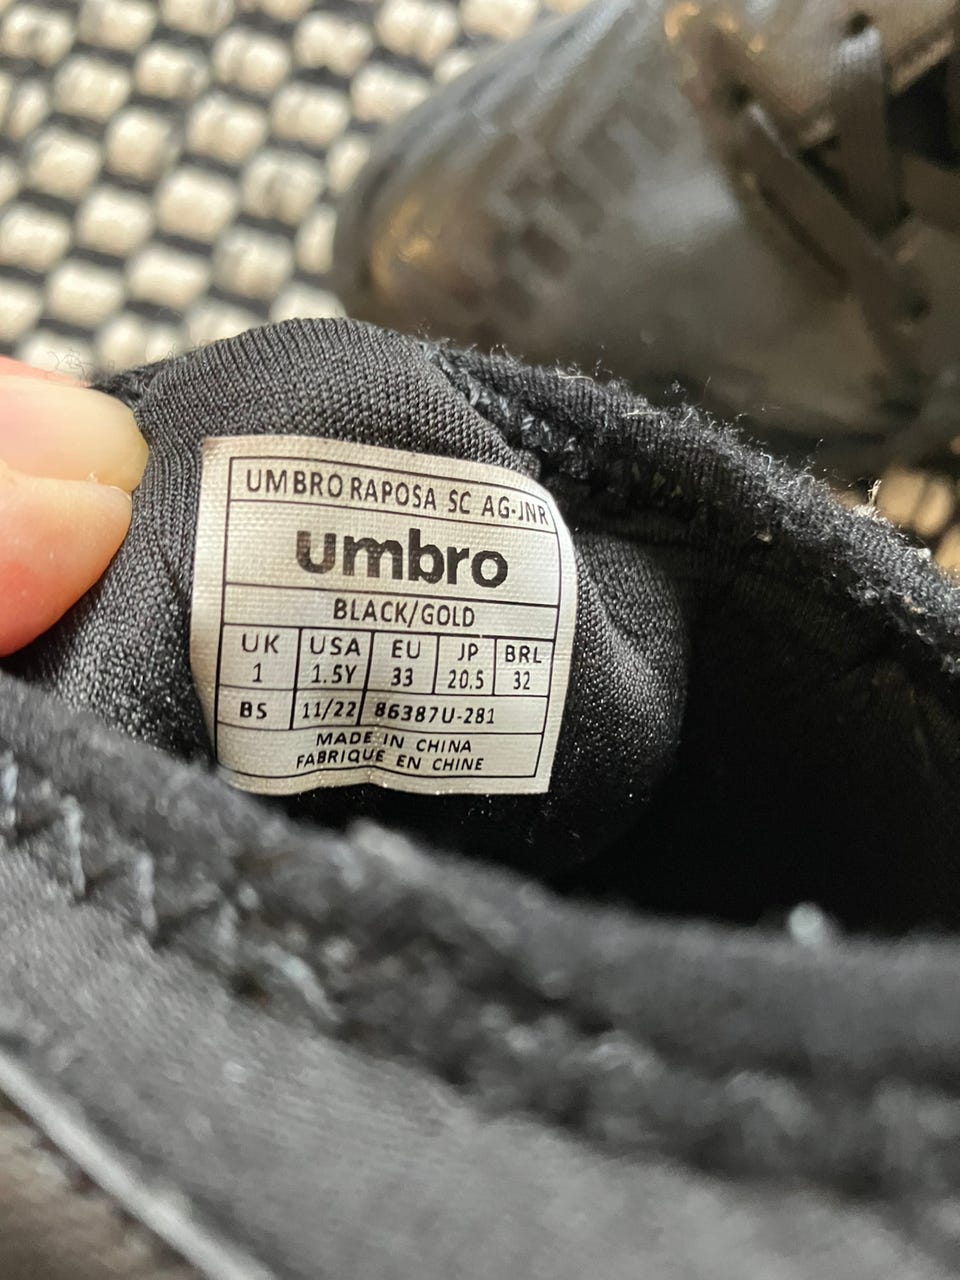 UMBRO RAPOSA SC AG-JNR
umbro
BLACK/GOLD
UK USA EU JP BRL
1 1.5Y 33 20.5 32
BS 11/22 86387U-281
MADE IN CHINA
FABRIQUE EN CHINE